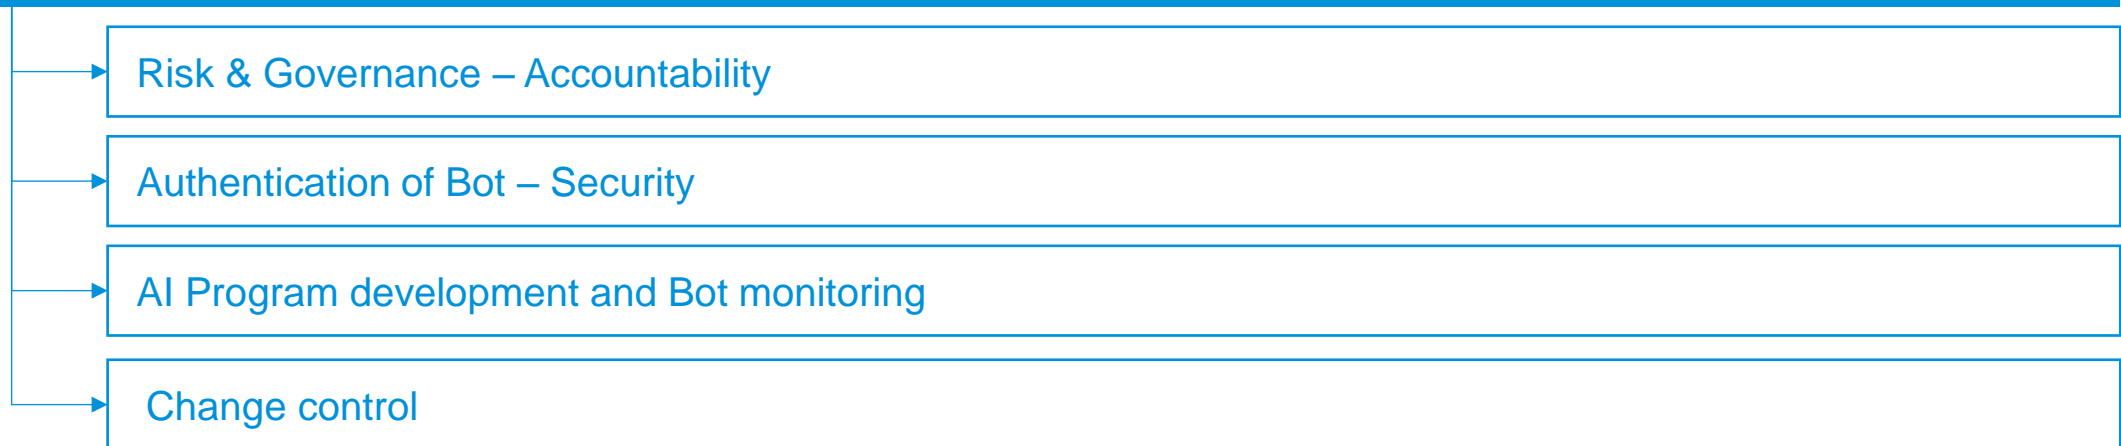 Risk & Governance – Accountability
Authentication of Bot – Security
AI Program development and Bot monitoring
Change control